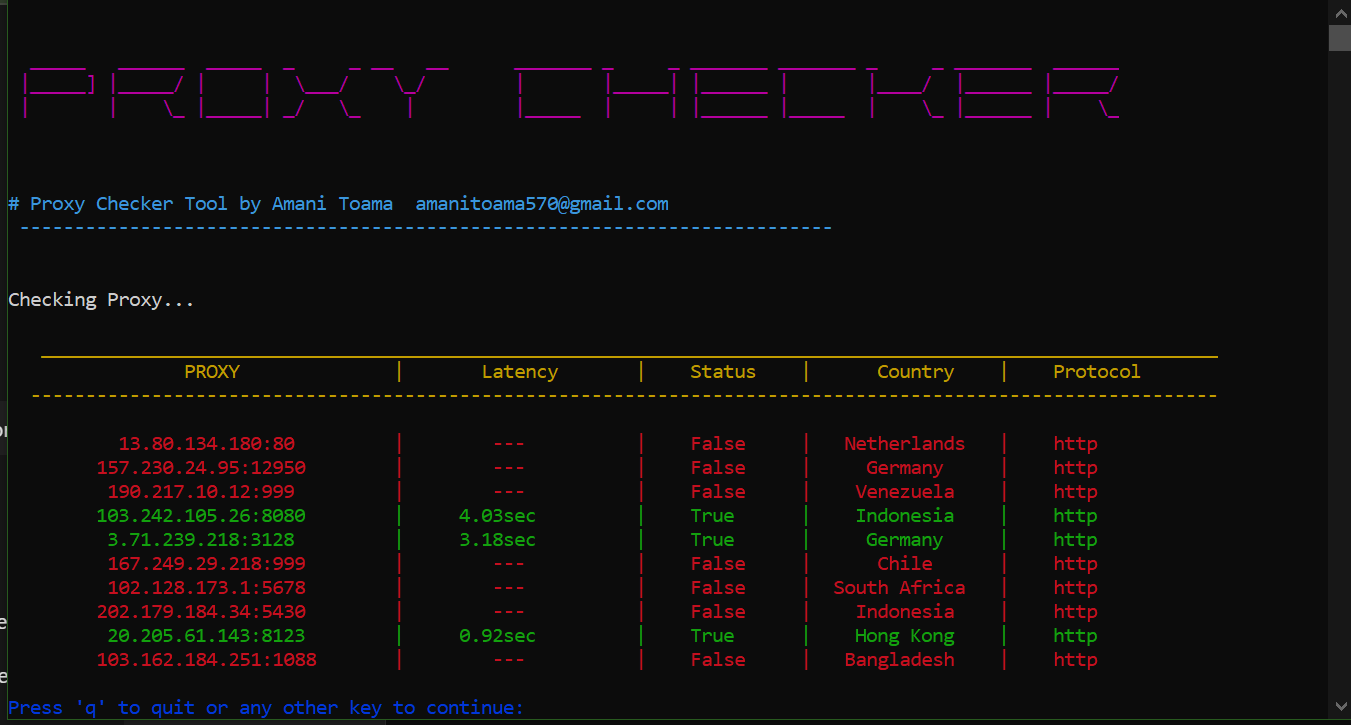 PROXY CHECKER
# Proxy Checker Tool by Amani Toama  amanitoama570@gmail.com
---------------------------------------------------------------------------
Checking Proxy...
PROXY | Latency | Status | Country | Protocol
13.80.134.180:80 | --- | False | Netherlands | http
157.230.24.95:12950 | --- | False | Germany | http
190.217.10.12:999 | --- | False | Venezuela | http
103.242.105.26:8080 | 4.03sec | True | Indonesia | http
3.71.239.218:3128 | 3.18sec | True | Germany | http
167.249.29.218:999 | --- | False | Chile | http
102.128.173.1:5678 | --- | False | South Africa | http
202.179.184.34:5430 | --- | False | Indonesia | http
20.205.61.143:8123 | 0.92sec | True | Hong Kong | http
103.162.184.251:1088 | --- | False | Bangladesh | http
Press 'q' to quit or any other key to continue: